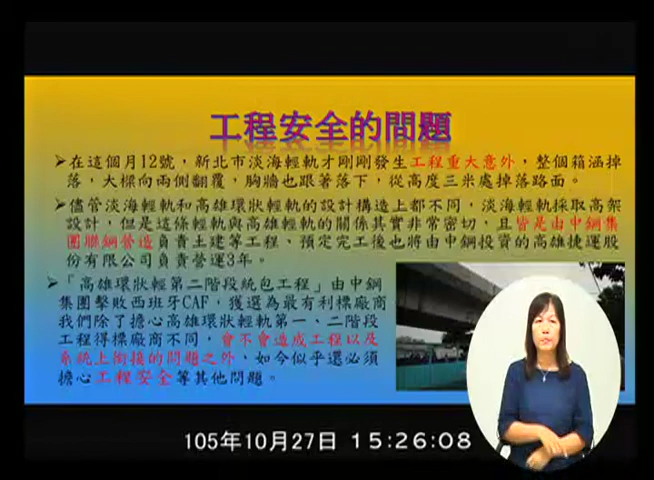 工程安全的問題
➢在這個月12號，新北市淡海輕軌才剛剛發生工程重大意外，整個箱涵掉
落，大樑向兩側翻覆，胸牆也跟著落下，從高度三米處掉落路面。
➢儘管淡海輕軌和高雄環狀輕軌的設計構造上都不同，淡海輕軌採取高架
設計，但是這條輕軌與高雄輕軌的關係其實非常密切，且皆是由中鋼集
團聯鋼營造負責土建等工程、預定完工後也將由中鋼投資的高雄捷運股
份有限公司負責營運3年。
➢「高雄環狀輕第二階段統包工程」由中鋼
集團擊敗西班牙CAF，獲選為最有利標廠商
我們除了擔心高雄環狀輕軌第一、二階段
工程得標廠商不同，會不會造成工程以及
系統上銜接的問題之外，如今似乎還必須
擔心工程安全等其他問題。
105年10月27日 15:26:08